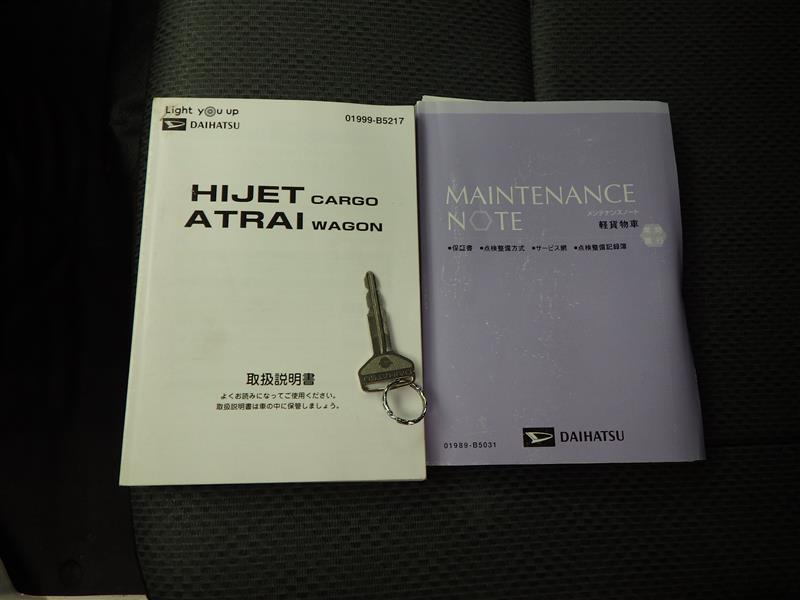 Light you up
DAIHATSU
01999-B5217
HIJET CARGO
ATRAI WAGON
取扱説明書
よくお読みになってご使用ください。
取扱説明書は車の中に保管しましょう。
MAINTENANCE
NOTE
メンテナンスノート
軽貨物車
●保証書 ●点検整備方式 ●サービス網 ●点検整備記録簿
01989-B5031
DAIHATSU